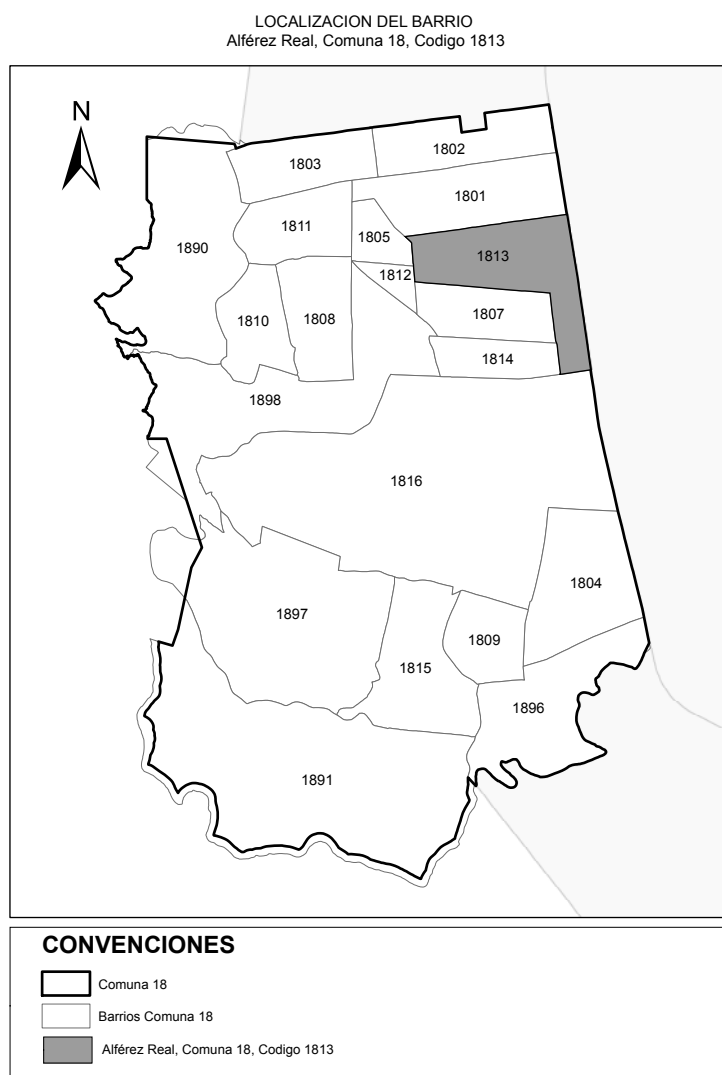 LOCALIZACION DEL BARRIO
Alférez Real, Comuna 18, Codigo 1813
N
1802
1803
1801
1811
1805
1890
1813
1812
1810
1808
1807
1814
1898
1816
1804
1897
1809
1815
1896
1891
CONVENCIONES
Comuna 18
Barrios Comuna 18
Alférez Real, Comuna 18, Codigo 1813